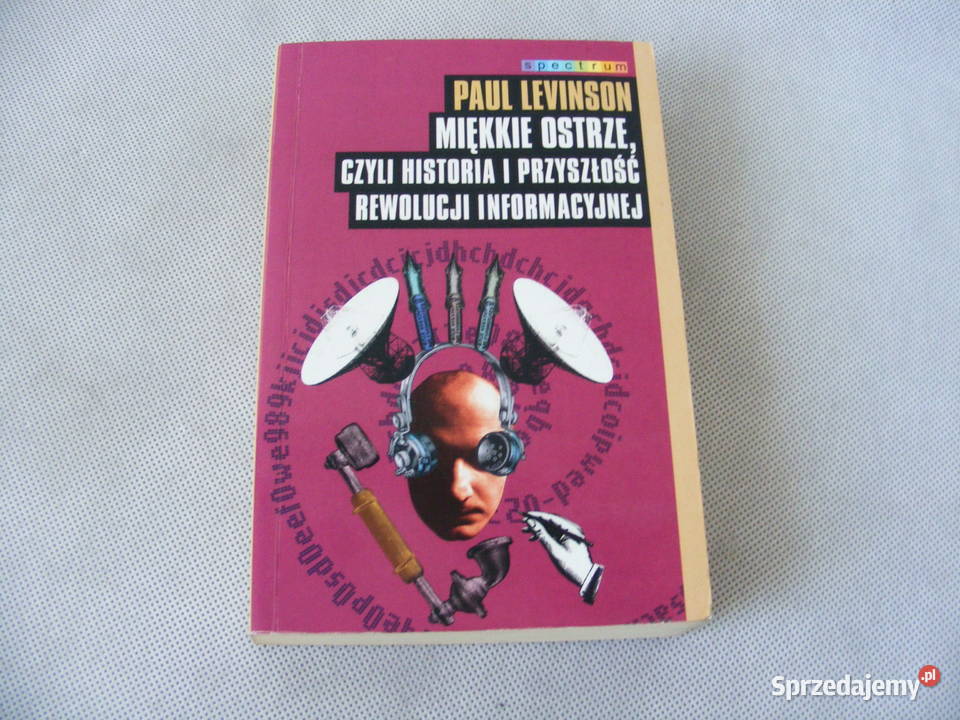 spectrum
PAUL LEVINSON
MIĘKKIE OSTRZE,
CZYLI HISTORIA I PRZYSZŁOŚĆ
REWOLUCJI INFORMACYJNEJ
Sprzedajemy.pl